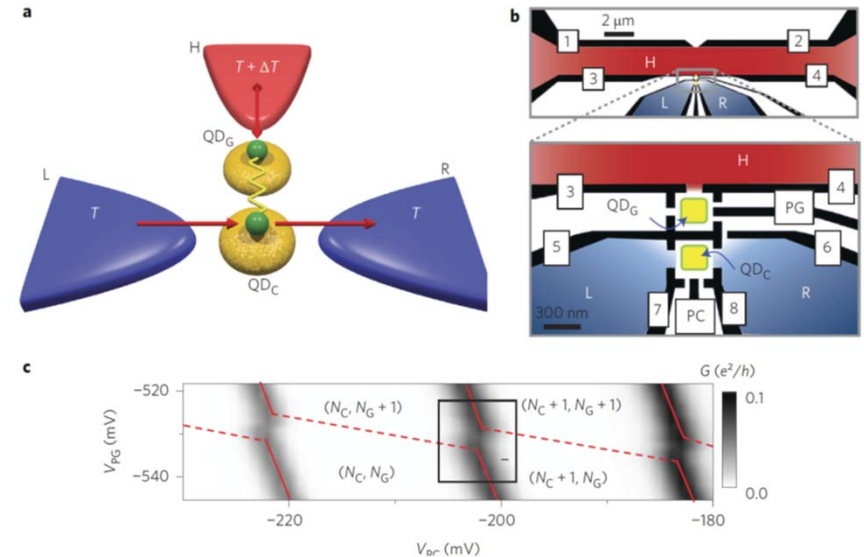 a
H
T + ΔT
QD_G
L
R
T
T
QD_C
b
2 μm
1
2
H
3
4
L
R
H
3
4
QD_G
PG
5
6
QD_C
L
R
7
8
PC
300 nm
c
G (e²/h)
−520
(N_C, N_G + 1)
(N_C + 1, N_G + 1)
0.1
V_PG (mV)
−540
(N_C, N_G)
(N_C + 1, N_G)
0.0
−220
−200
−180
V_PC (mV)